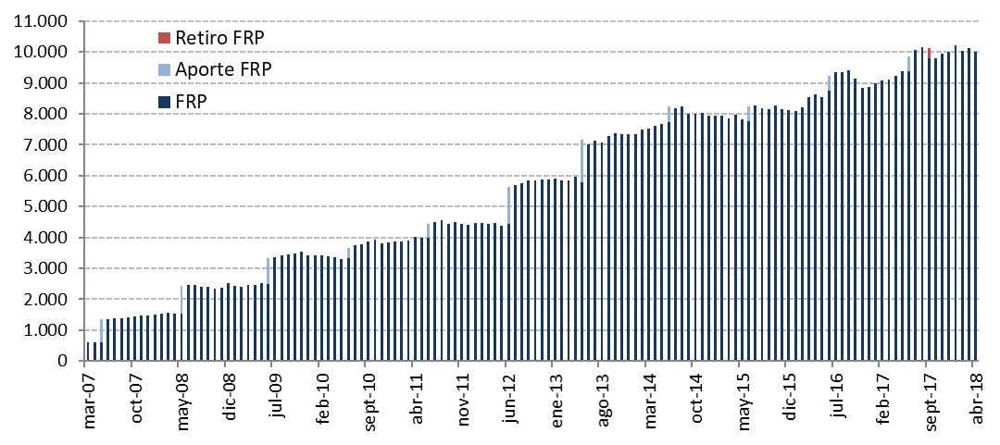 11.000
10.000
9.000
8.000
7.000
6.000
5.000
4.000
3.000
2.000
1.000
0
Retiro FRP
Aporte FRP
FRP
mar-07
oct-07
may-08
dic-08
jul-09
feb-10
sept-10
abr-11
nov-11
jun-12
ene-13
ago-13
mar-14
oct-14
may-15
dic-15
jul-16
feb-17
sept-17
abr-18